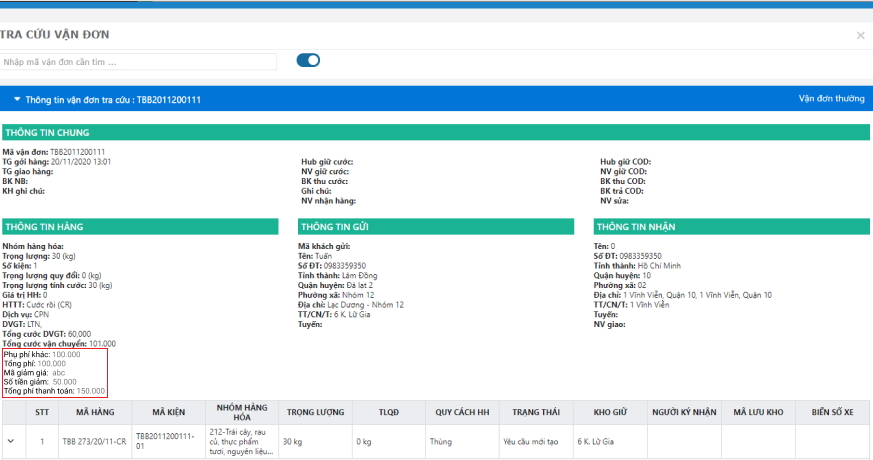 TRA CỨU VẬN ĐƠN
Nhập mã vận đơn cần tìm ...
Thông tin vận đơn tra cứu : TBB2011200111
Vận đơn thường
THÔNG TIN CHUNG
Mã vận đơn: TBB2011200111
TG gởi hàng: 20/11/2020 13:01
TG giao hàng:
BK NB:
KH ghi chú:
Hub giữ cước:
NV giữ cước:
BK thu cước:
Ghi chú:
NV nhận hàng:
Hub giữ COD:
NV giữ COD:
BK thu COD:
BK trả COD:
NV sửa:
THÔNG TIN HÀNG
Nhóm hàng hóa:
Trọng lượng: 30 (kg)
Số kiện: 1
Trọng lượng quy đổi: 0 (kg)
Trọng lượng tính cước: 30 (kg)
Giá trị HH: 0
HTTT: Cước rồi (CR)
Dịch vụ: CPN
DVGT: LTN,
Tổng cước DVGT: 60,000
Tổng cước vận chuyển: 101,000
Phụ phí khác: 100.000
Tổng phí: 100.000
Mã giảm giá: abc
Số tiền giảm: 50.000
Tổng phí thanh toán: 150.000
THÔNG TIN GỬI
Mã khách gửi:
Tên: Tuấn
Số ĐT: 0983359350
Tỉnh thành: Lâm Đồng
Quận huyện: Đà lạt 2
Phường xã: Nhóm 12
Địa chỉ: Lạc Dương - Nhóm 12
TT/CN/T: 6 K. Lữ Gia
Tuyến:
THÔNG TIN NHẬN
Tên: 0
Số ĐT: 0983359350
Tỉnh thành: Hồ Chí Minh
Quận huyện: 10
Phường xã: 02
Địa chỉ: 1 Vĩnh Viễn, Quận 10, 1 Vĩnh Viễn, Quận 10
TT/CN/T: 1 Vĩnh Viễn
Tuyến:
NV giao:
STT MÃ HÀNG MÃ KIỆN NHÓM HÀNG HÓA TRỌNG LƯỢNG TLQĐ QUY CÁCH HH TRẠNG THÁI KHO GIỮ NGƯỜI KÝ NHẬN MÃ LƯU KHO BIỂN SỐ XE
1 TBB 273/20/11-CR TBB2011200111-01 212-Trái cây, rau củ, thực phẩm tươi, nguyên liệu... 30 kg 0 kg Thùng Yêu cầu mới tạo 6 K. Lữ Gia